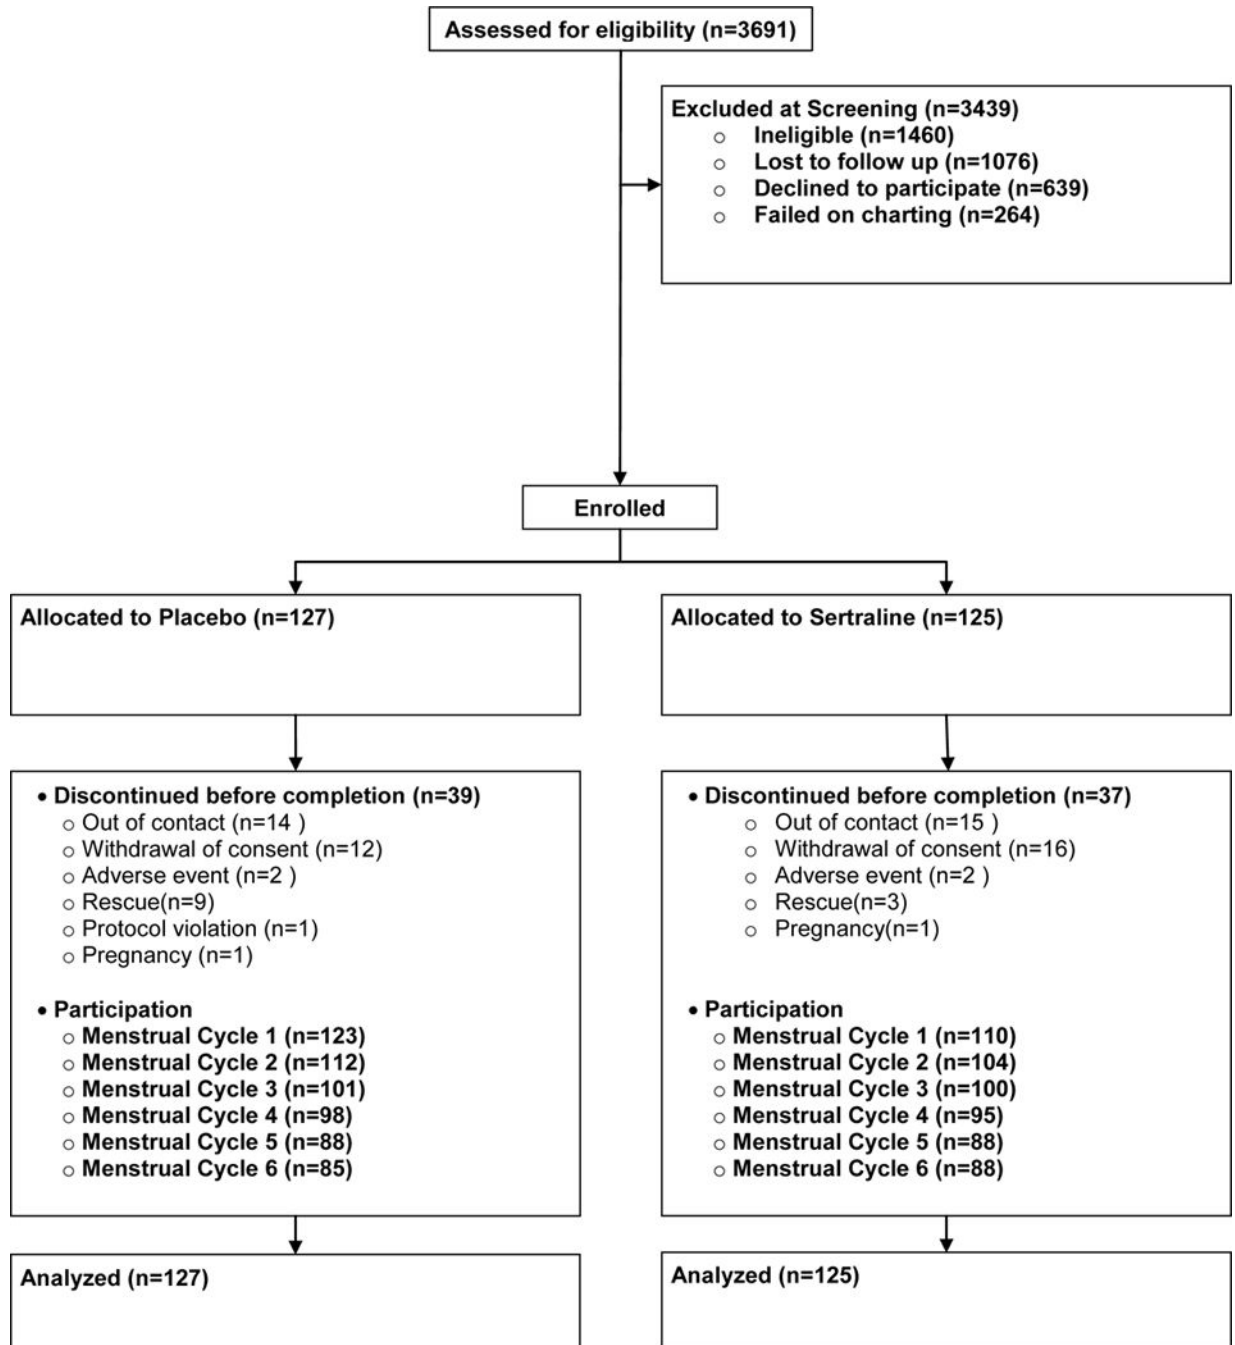 Assessed for eligibility (n=3691)
Excluded at Screening (n=3439)
o Ineligible (n=1460)
o Lost to follow up (n=1076)
o Declined to participate (n=639)
o Failed on charting (n=264)
Enrolled
Allocated to Placebo (n=127)
Allocated to Sertraline (n=125)
• Discontinued before completion (n=39)
o Out of contact (n=14 )
o Withdrawal of consent (n=12)
o Adverse event (n=2 )
o Rescue(n=9)
o Protocol violation (n=1)
o Pregnancy (n=1)
• Participation
o Menstrual Cycle 1 (n=123)
o Menstrual Cycle 2 (n=112)
o Menstrual Cycle 3 (n=101)
o Menstrual Cycle 4 (n=98)
o Menstrual Cycle 5 (n=88)
o Menstrual Cycle 6 (n=85)
• Discontinued before completion (n=37)
o Out of contact (n=15 )
o Withdrawal of consent (n=16)
o Adverse event (n=2 )
o Rescue(n=3)
o Pregnancy(n=1)
• Participation
o Menstrual Cycle 1 (n=110)
o Menstrual Cycle 2 (n=104)
o Menstrual Cycle 3 (n=100)
o Menstrual Cycle 4 (n=95)
o Menstrual Cycle 5 (n=88)
o Menstrual Cycle 6 (n=88)
Analyzed (n=127)
Analyzed (n=125)